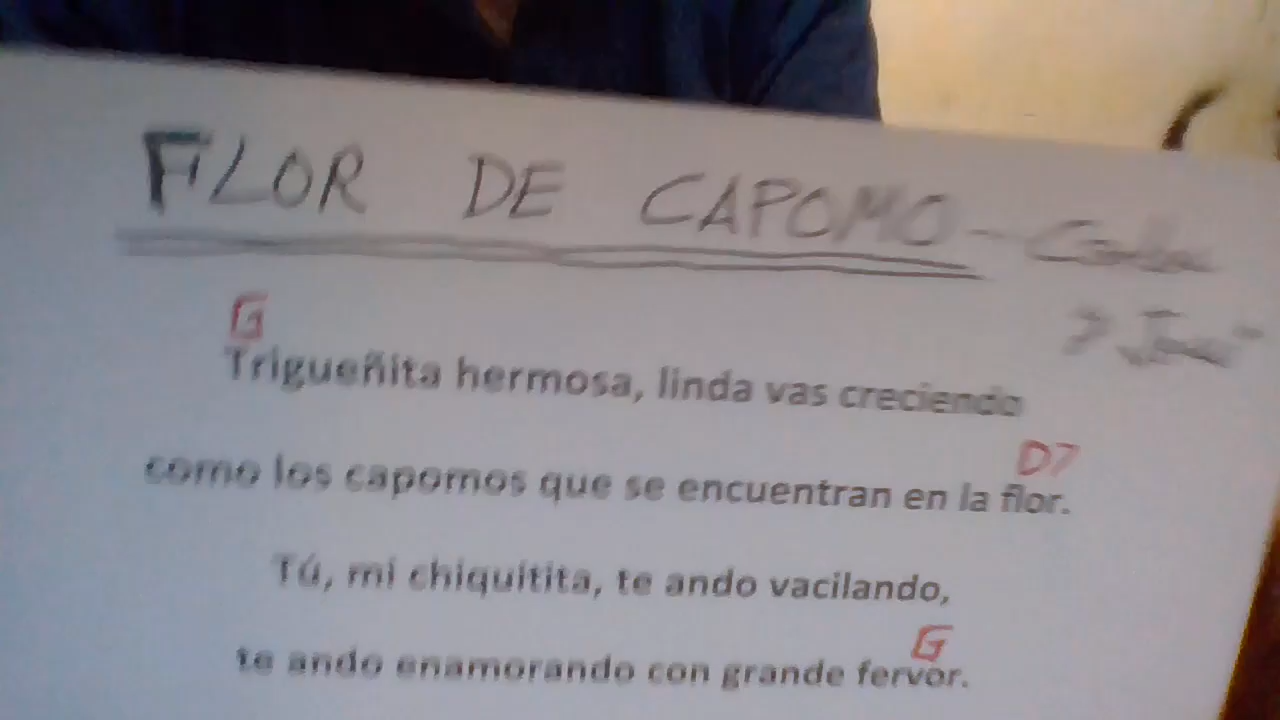 FLOR DE CAPOMO -
G
Trigueñita hermosa, linda vas creciendo
D7
como los capomos que se encuentran en la flor.
Tú, mi chiquitita, te ando vacilando,
G
te ando enamorando con grande fervor.